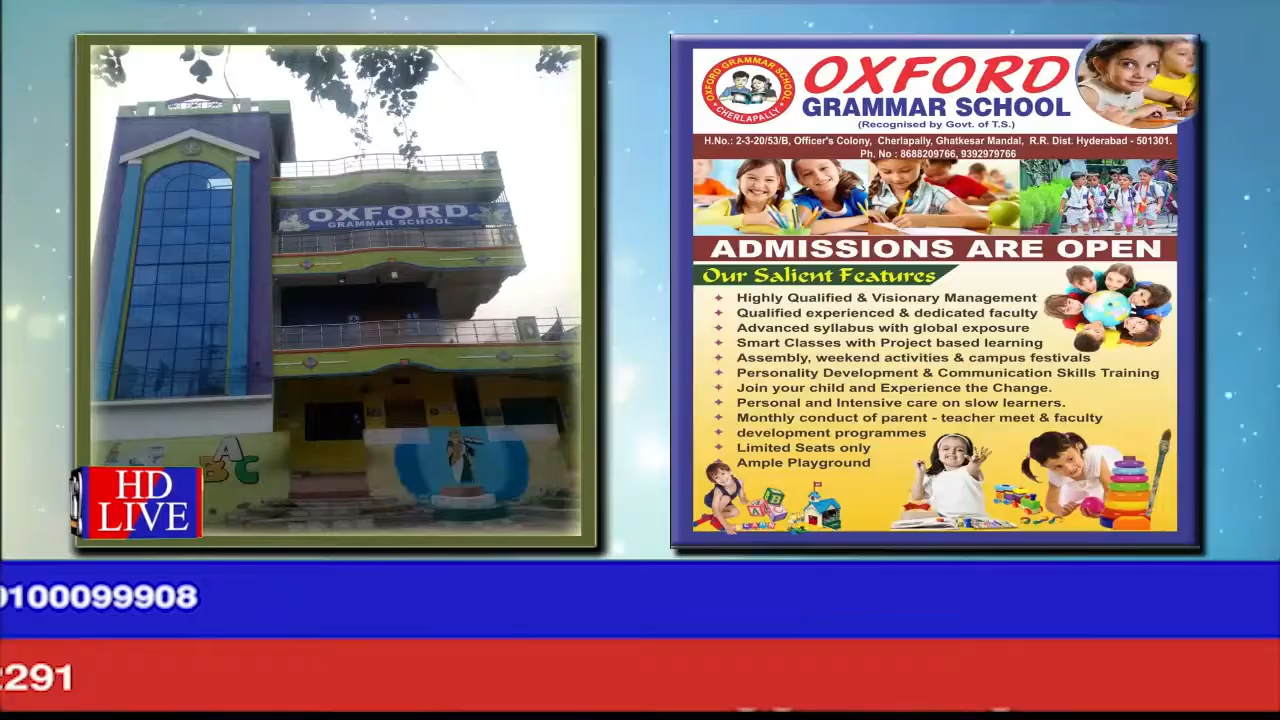 OXFORD
GRAMMAR SCHOOL
A
B C
HD
LIVE
OXFORD GRAMMAR SCHOOL
CHERLAPALLY
OXFORD
GRAMMAR SCHOOL
(Recognised by Govt. of T.S.)
H.No.: 2-3-20/53/B, Officer's Colony, Cherlapally, Ghatkesar Mandal, R.R. Dist. Hyderabad - 501301.
Ph. No : 8688209766, 9392979766
ADMISSIONS ARE OPEN
Our Salient Features
Highly Qualified & Visionary Management
Qualified experienced & dedicated faculty
Advanced syllabus with global exposure
Smart Classes with Project based learning
Assembly, weekend activities & campus festivals
Personality Development & Communication Skills Training
Join your child and Experience the Change.
Personal and Intensive care on slow learners.
Monthly conduct of parent - teacher meet & faculty
development programmes
Limited Seats only
Ample Playground
0100099908
291